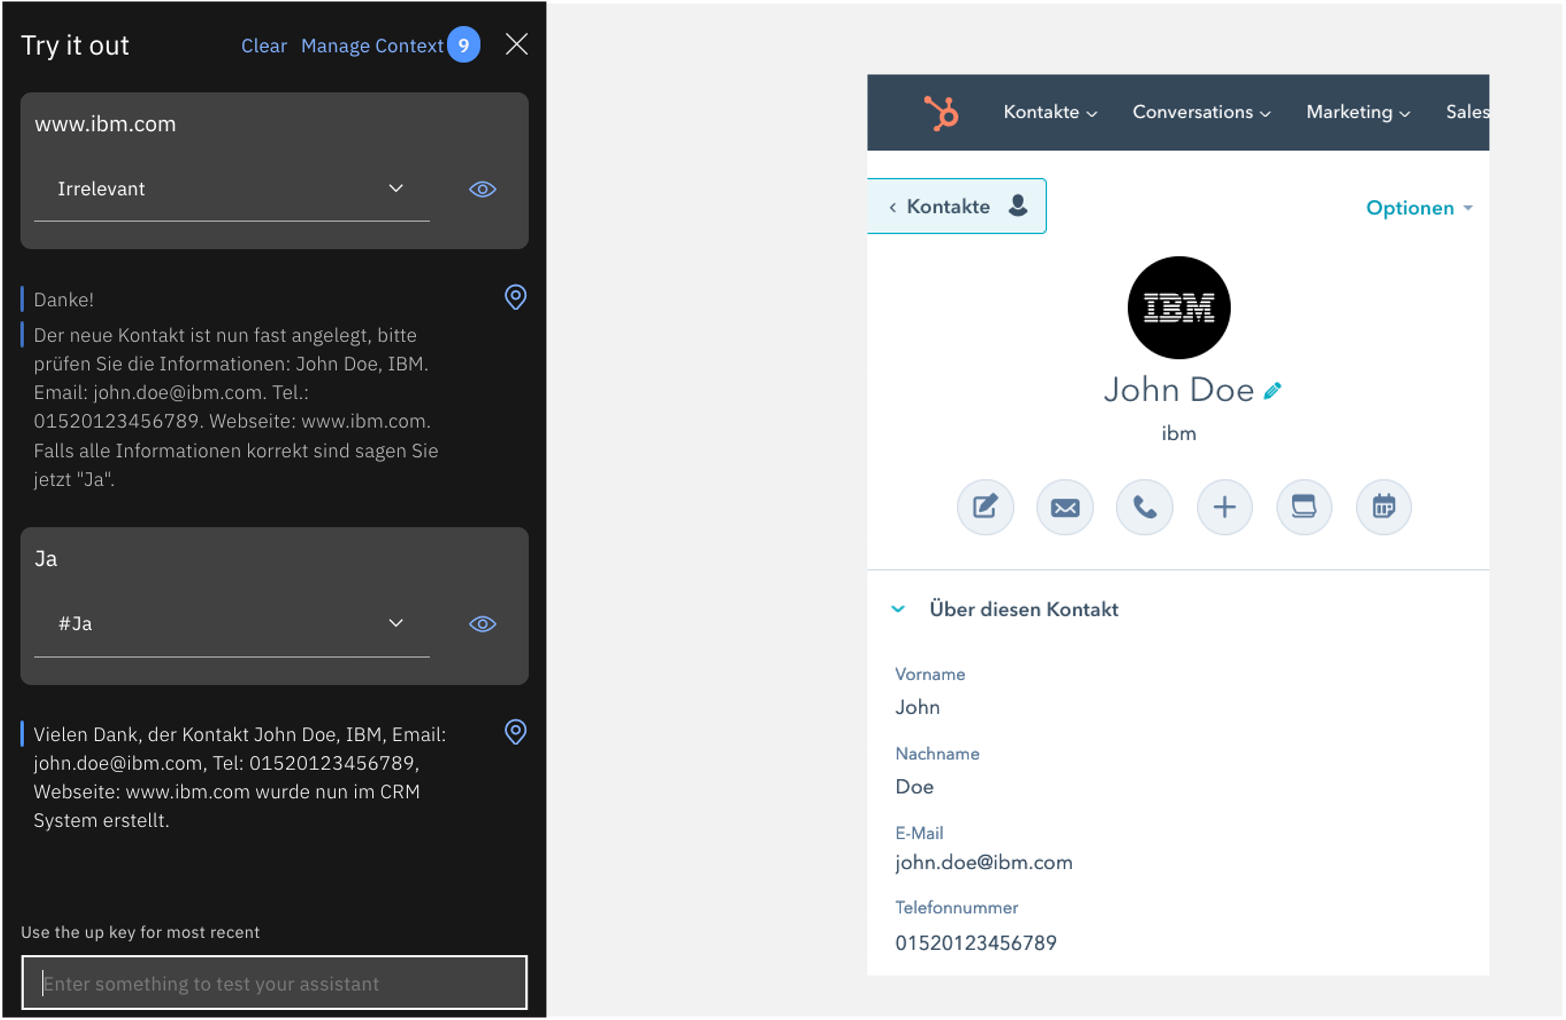 Try it out
Clear Manage Context 9
www.ibm.com
Irrelevant
Danke!
Der neue Kontakt ist nun fast angelegt, bitte
prüfen Sie die Informationen: John Doe, IBM.
Email: john.doe@ibm.com. Tel.:
01520123456789. Webseite: www.ibm.com.
Falls alle Informationen korrekt sind sagen Sie
jetzt "Ja".
Ja
#Ja
Vielen Dank, der Kontakt John Doe, IBM, Email:
john.doe@ibm.com, Tel: 01520123456789,
Webseite: www.ibm.com wurde nun im CRM
System erstellt.
Use the up key for most recent
Enter something to test your assistant
Kontakte Conversations Marketing Sales
Kontakte
Optionen
IBM
John Doe
ibm
Über diesen Kontakt
Vorname
John
Nachname
Doe
E-Mail
john.doe@ibm.com
Telefonnummer
01520123456789